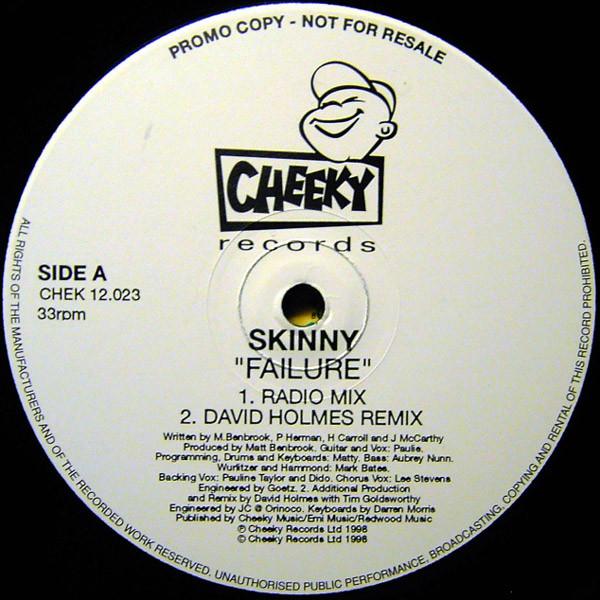 PROMO COPY - NOT FOR RESALE
CHEEKY
records
SIDE A
CHEK 12.023
33rpm
SKINNY
"FAILURE"
1. RADIO MIX
2. DAVID HOLMES REMIX
Written by M.Benbrook, P Herman, H Carroll and J McCarthy
Produced by Matt Benbrook. Guitar and Vox: Paulie.
Programming, Drums and Keyboards: Matty. Bass: Aubrey Nunn.
Wurlitzer and Hammond: Mark Bates.
Backing Vox: Pauline Taylor and Dido. Chorus Vox: Lee Stevens
Engineered by Goetz. 2. Additional Production
and Remix by David Holmes with Tim Goldsworthy
Engineered by JC @ Orinoco. Keyboards by Darren Morris
Published by Cheeky Music/Emi Music/Redwood Music
℗ Cheeky Records Ltd 1998
© Cheeky Records Ltd 1998
ALL RIGHTS OF THE MANUFACTURERS AND OF THE RECORDED WORK RESERVED. UNAUTHORISED PUBLIC PERFORMANCE, BROADCASTING, COPYING AND RENTAL OF THIS RECORD PROHIBITED.